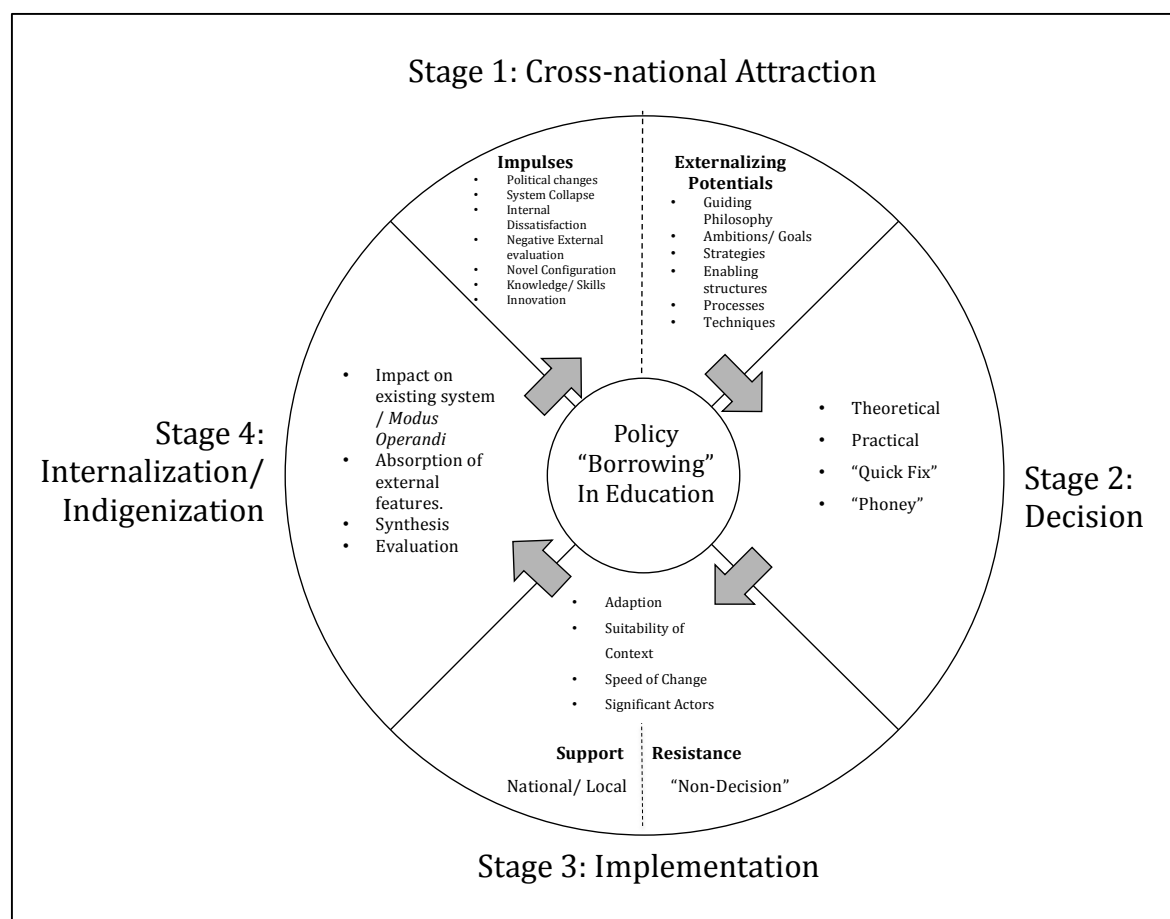 Stage 1: Cross-national Attraction
Impulses
• Political changes
• System Collapse
• Internal
Dissatisfaction
• Negative External
evaluation
• Novel Configuration
• Knowledge/ Skills
• Innovation
Externalizing
Potentials
• Guiding
Philosophy
• Ambitions/ Goals
• Strategies
• Enabling
structures
• Processes
• Techniques
• Theoretical
• Practical
• “Quick Fix”
• “Phoney”
Stage 2:
Decision
Policy
“Borrowing”
In Education
• Adaption
• Suitability of
Context
• Speed of Change
• Significant Actors
Support
National/ Local
Resistance
“Non-Decision”
Stage 3: Implementation
Stage 4:
Internalization/
Indigenization
• Impact on
existing system
/ Modus
Operandi
• Absorption of
external
features.
• Synthesis
• Evaluation